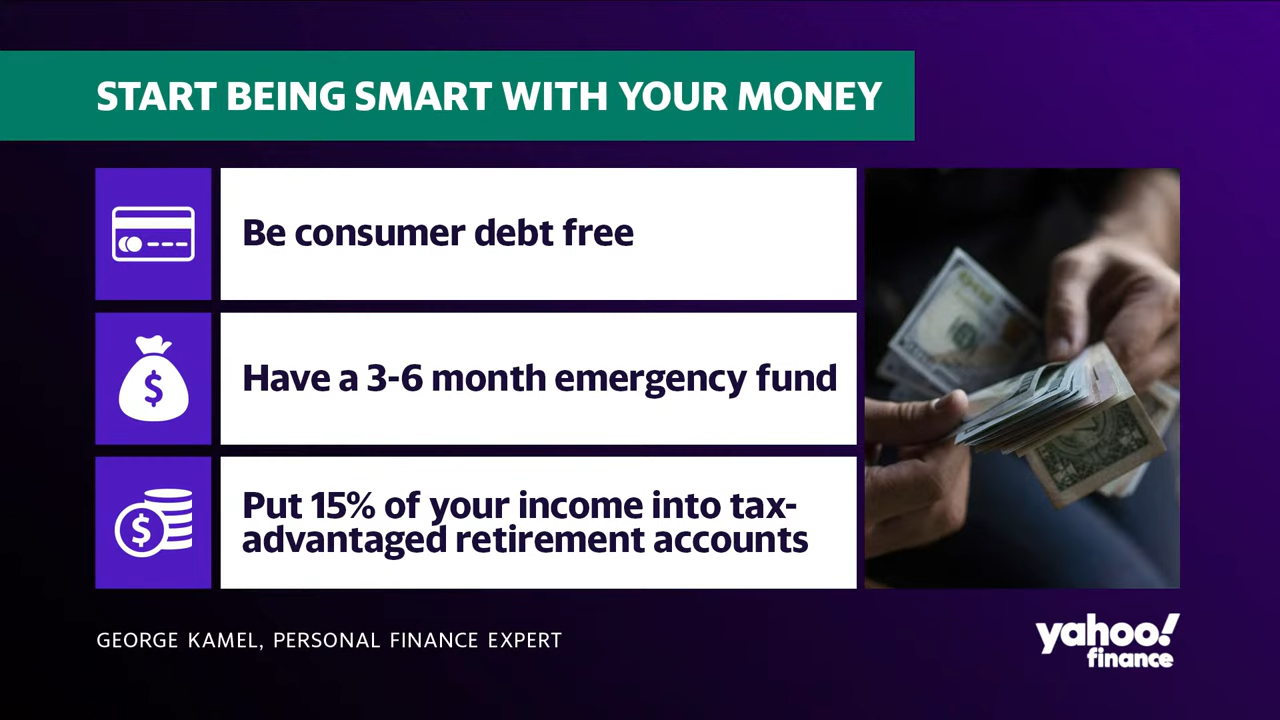 START BEING SMART WITH YOUR MONEY
Be consumer debt free
$
Have a 3-6 month emergency fund
$
Put 15% of your income into tax-
advantaged retirement accounts
GEORGE KAMEL, PERSONAL FINANCE EXPERT
yahoo!
finance